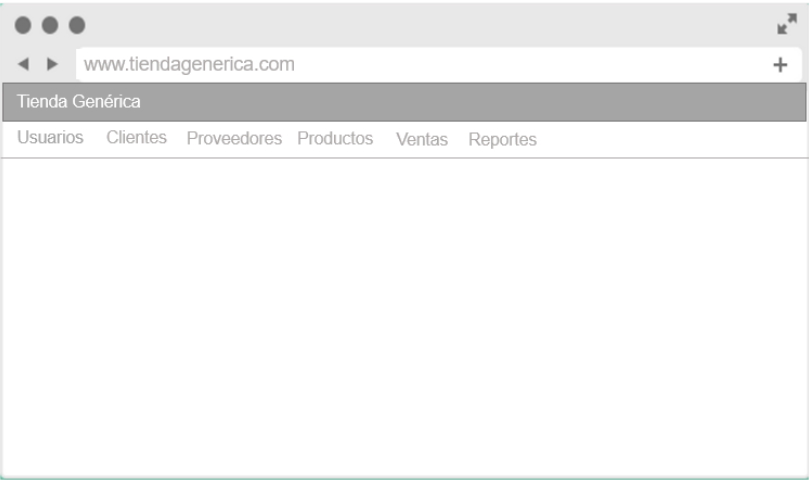 www.tiendagenerica.com
Tienda Genérica
Usuarios Clientes Proveedores Productos Ventas Reportes